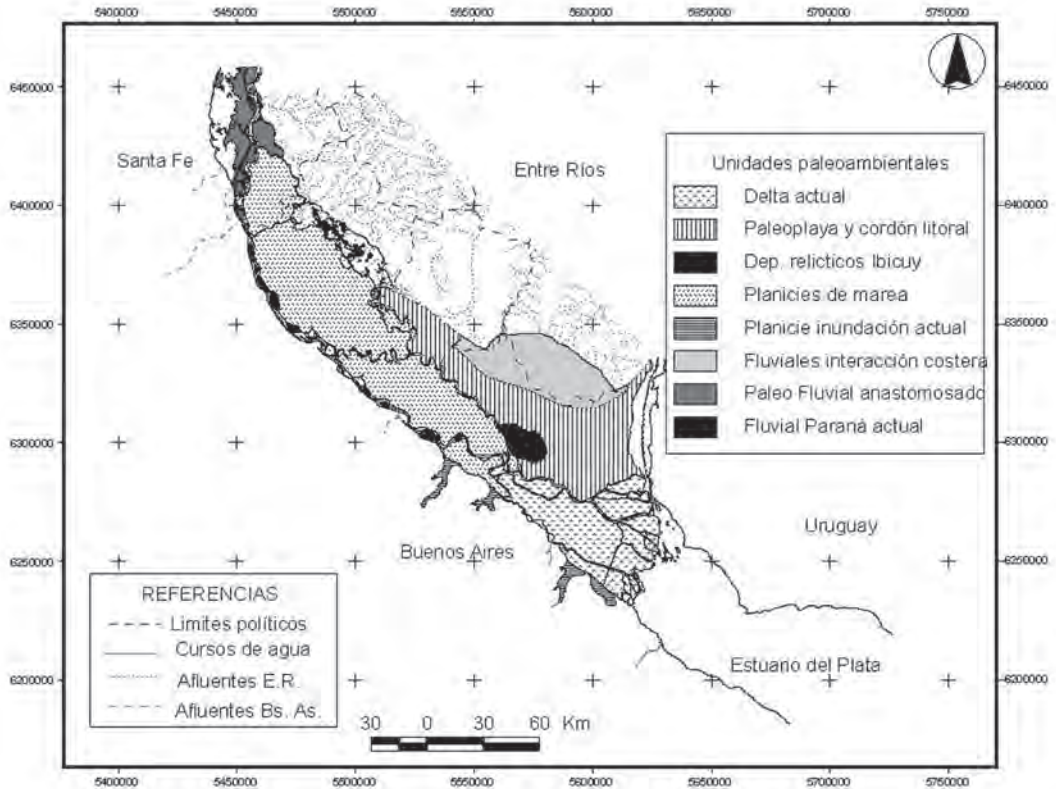 5400000 5450000 5500000 5550000 5600000 5650000 5700000 5750000
6450000 6450000
Santa Fe
Entre Ríos
Unidades paleoambientales
Delta actual
Paleoplaya y cordón litoral
Dep. relícticos Ibicuy
Planicies de marea
Planicie inundación actual
Fluviales interacción costera
Paleo Fluvial anastomosado
Fluvial Paraná actual
6400000 6400000
6350000 6350000
6300000 6300000
Uruguay
Buenos Aires
6250000 6250000
REFERENCIAS
Limites políticos
Cursos de agua
Afluentes E.R.
Afluentes Bs. As.
Estuario del Plata
6200000 6200000
30 0 30 60 Km
5400000 5450000 5500000 5550000 5600000 5650000 5700000 5750000